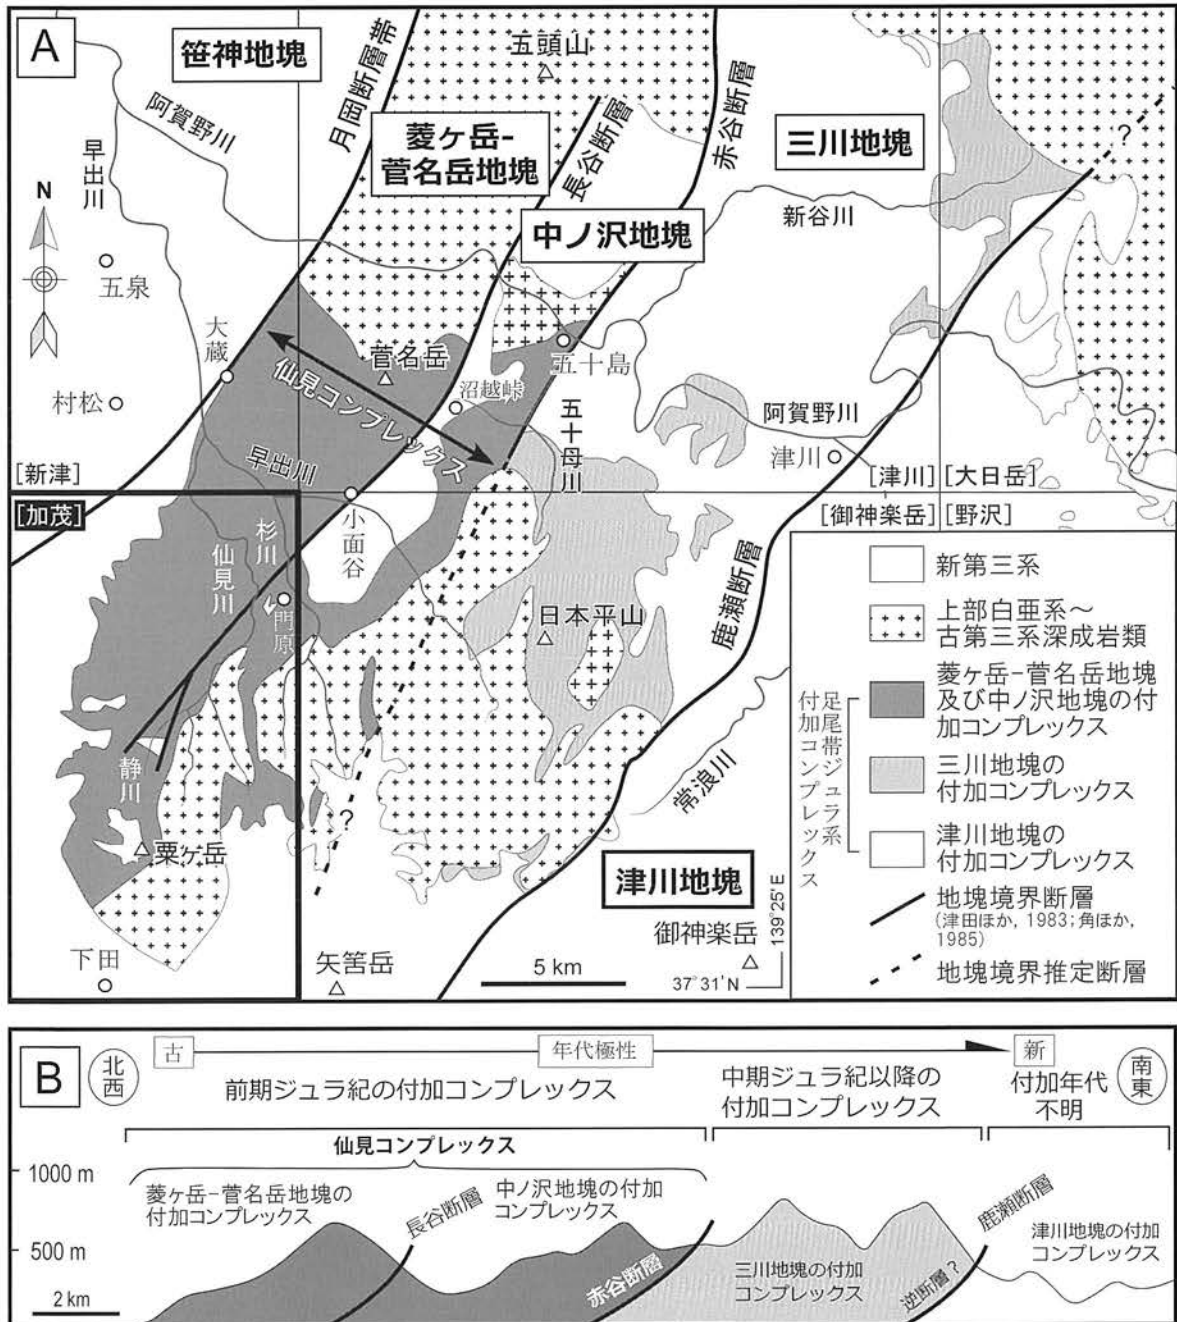 A
笹神地塊
月岡断層帯
五頭山
阿賀野川
菱ヶ岳-
菅名岳地塊
長谷断層
赤谷断層
三川地塊
?
早出川
N
中ノ沢地塊
新谷川
五泉
大蔵
菅名岳
沼越峠
五十島
村松
仙見コンプレックス
五十母川
阿賀野川
津川
早出川
[新津]
[津川]
[大日岳]
[加茂]
[御神楽岳]
[野沢]
杉川
仙見川
小面谷
門原
日本平山
鹿瀬断層
静川
常浪川
?
粟ヶ岳
津川地塊
下田
矢筈岳
御神楽岳
5 km
139°25' E
37°31' N
新第三系
上部白亜系～
古第三系深成岩類
足尾帯ジュラ系
付加コンプレックス
菱ヶ岳-菅名岳地塊
及び中ノ沢地塊の付
加コンプレックス
三川地塊の
付加コンプレックス
津川地塊の
付加コンプレックス
地塊境界断層
(津田ほか, 1983;角ほか,
1985)
地塊境界推定断層
B
北西
古
年代極性
新
南東
前期ジュラ紀の付加コンプレックス
中期ジュラ紀以降の
付加コンプレックス
付加年代
不明
仙見コンプレックス
1000 m
500 m
2 km
菱ヶ岳-菅名岳地塊の
付加コンプレックス
長谷断層
中ノ沢地塊の付加
コンプレックス
赤谷断層
三川地塊の付加
コンプレックス
逆断層?
鹿瀬断層
津川地塊の付加
コンプレックス